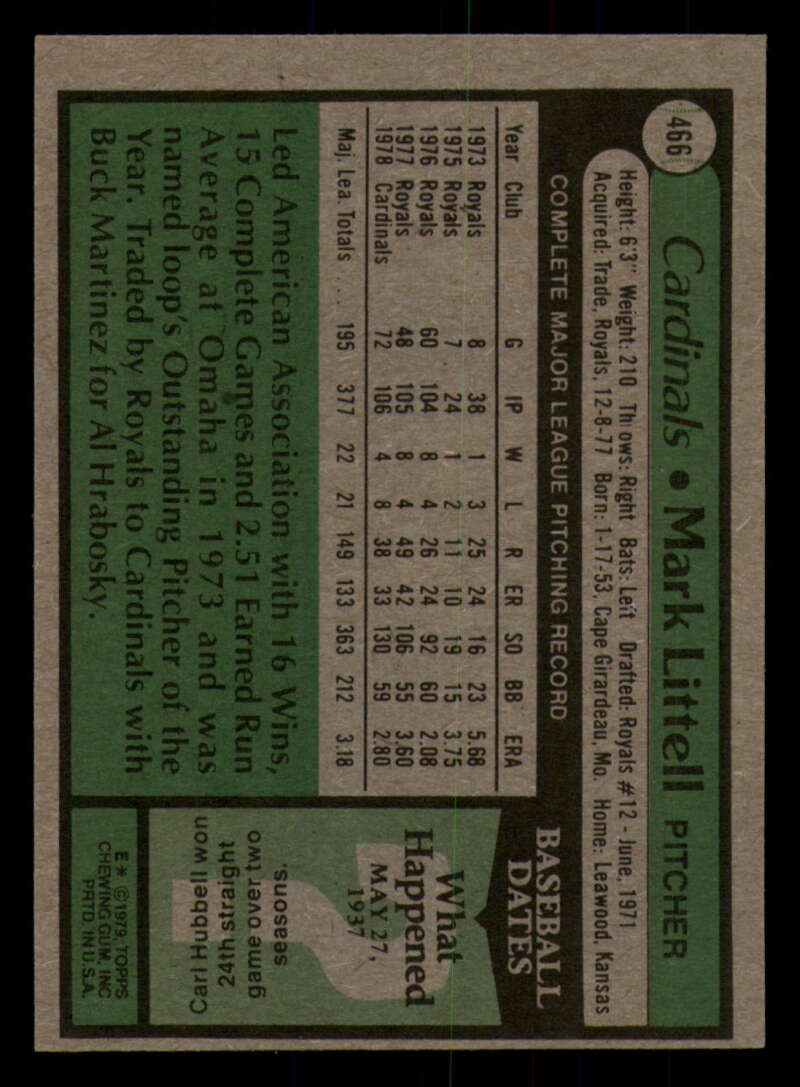 466
Cardinals • Mark Littell PITCHER
Height: 6'3" Weight: 210 Throws: Right Bats: Left Drafted: Royals #12 - June, 1971
Acquired: Trade, Royals, 12-8-77 Born: 1-17-53, Cape Girardeau, Mo. Home: Leawood, Kansas
COMPLETE MAJOR LEAGUE PITCHING RECORD
Year Club G IP W L R ER SO BB ERA
1973 Royals 8 38 1 3 25 24 16 23 5.68
1975 Royals 7 24 1 2 11 10 19 15 3.75
1976 Royals 60 104 8 4 26 24 92 60 2.08
1977 Royals 48 105 8 4 49 42 106 55 3.60
1978 Cardinals 72 106 4 8 38 33 130 59 2.80
Maj. Lea. Totals ... 195 377 22 21 149 133 363 212 3.18
Led American Association with 16 Wins,
15 Complete Games and 2.51 Earned Run
Average at Omaha in 1973 and was
named loop's Outstanding Pitcher of the
Year. Traded by Royals to Cardinals with
Buck Martinez for Al Hrabosky.
BASEBALL
DATES
What
Happened
MAY 27,
1937
?
Carl Hubbell won
24th straight
game over two
seasons.
E* ©1979, TOPPS
CHEWING GUM, INC
PRTD. IN U.S.A.